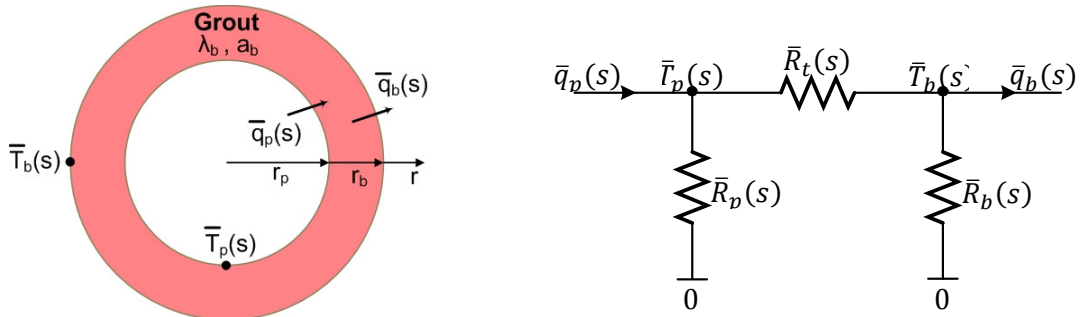 Grout
λb , ab
q̄b(s)
q̄p(s)
T̄b(s)
rp
rb
r
T̄p(s)
q̄p(s)
T̄p(s)
R̄t(s)
T̄b(s)
q̄b(s)
R̄p(s)
R̄b(s)
0
0